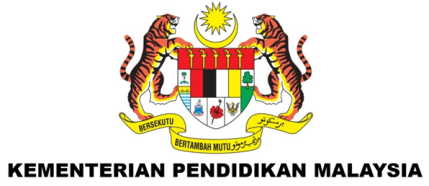 BERSEKUTU
BERTAMBAH MUTU
KEMENTERIAN PENDIDIKAN MALAYSIA